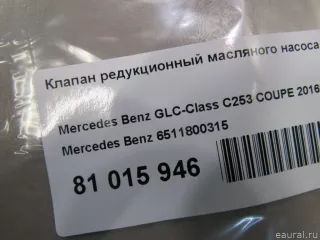 Клапан редукционный масляного насоса
Mercedes Benz GLC-Class C253 COUPE 2016
Mercedes Benz 6511800315
81 015 946
eaural.ru